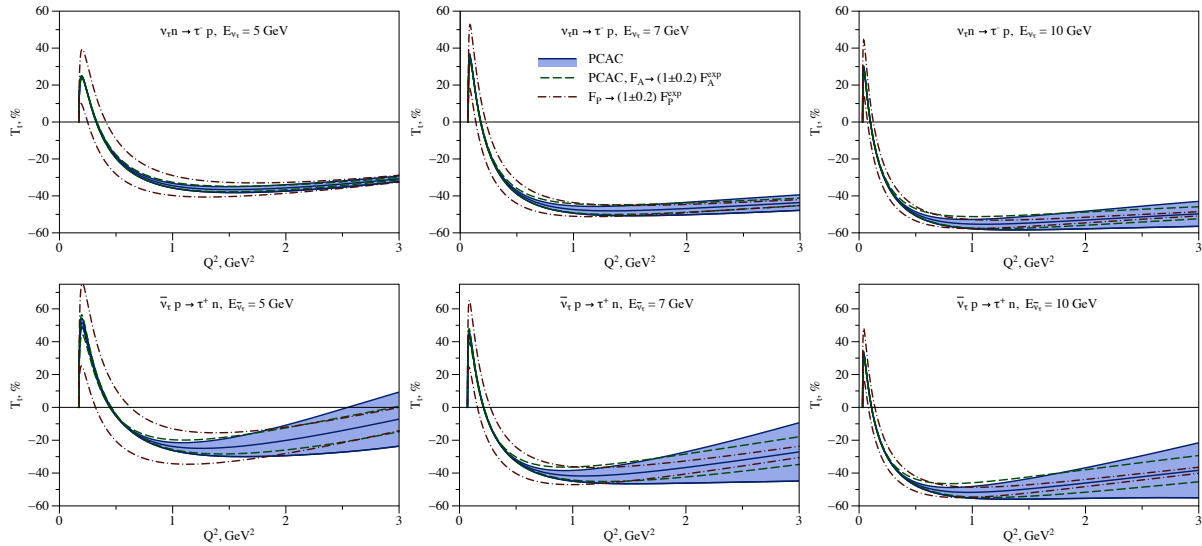 60
40
20
0
−20
−40
−60
T_t, %
ν_τ n → τ⁻ p, E_ν_τ = 5 GeV
0 1 2 3
Q², GeV²
60
40
20
0
−20
−40
−60
T_t, %
ν_τ n → τ⁻ p, E_ν_τ = 7 GeV
PCAC
PCAC, F_A → (1±0.2) F_A^exp
F_P → (1±0.2) F_P^exp
0 1 2 3
Q², GeV²
60
40
20
0
−20
−40
−60
T_t, %
ν_τ n → τ⁻ p, E_ν_τ = 10 GeV
0 1 2 3
Q², GeV²
60
40
20
0
−20
−40
−60
T_t, %
ν̅_τ p → τ⁺ n, E_ν̅_τ = 5 GeV
0 1 2 3
Q², GeV²
60
40
20
0
−20
−40
−60
T_t, %
ν̅_τ p → τ⁺ n, E_ν̅_τ = 7 GeV
0 1 2 3
Q², GeV²
60
40
20
0
−20
−40
−60
T_t, %
ν̅_τ p → τ⁺ n, E_ν̅_τ = 10 GeV
0 1 2 3
Q², GeV²